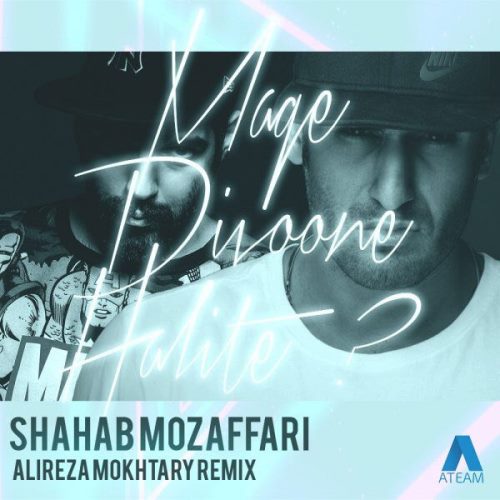 Mage
Divoone
Halite ?
SHAHAB MOZAFFARI
ALIREZA MOKHTARY REMIX
ATEAM